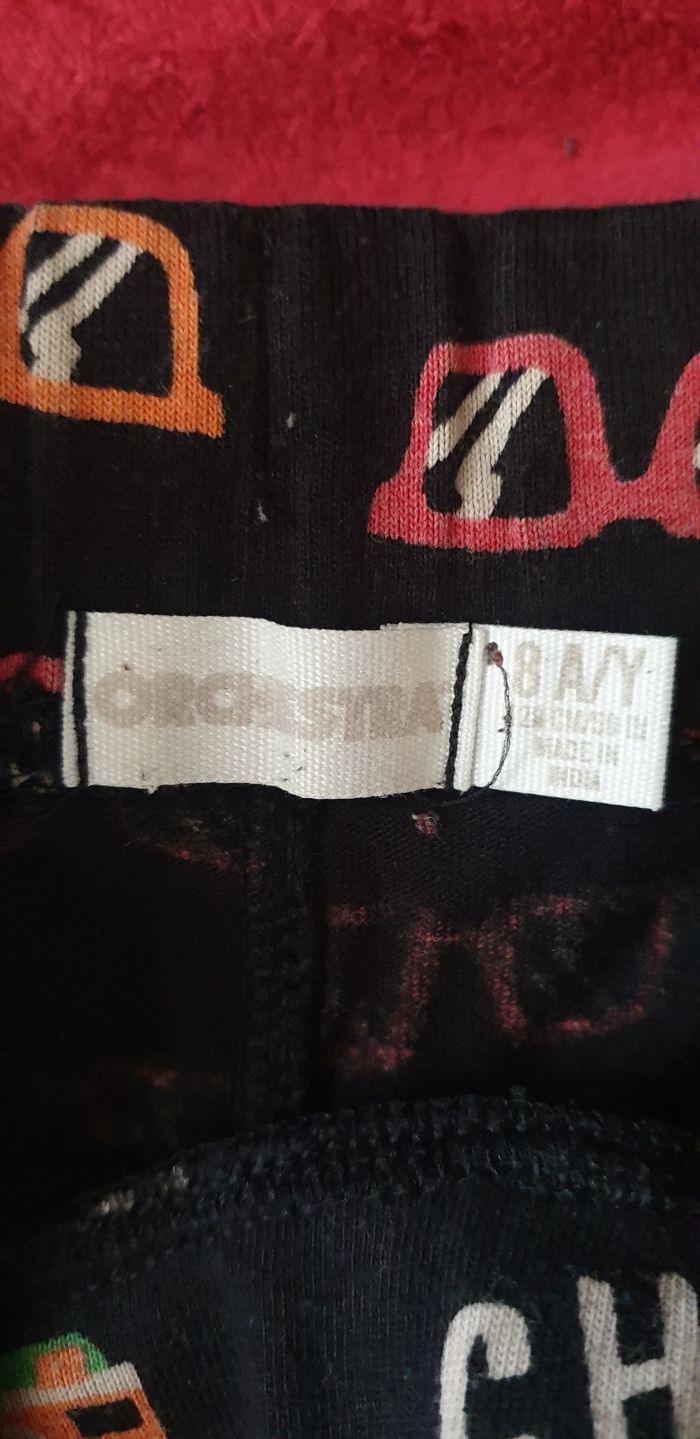 ORCHESTRA
8 A/Y
MADE IN
INDIA
CH